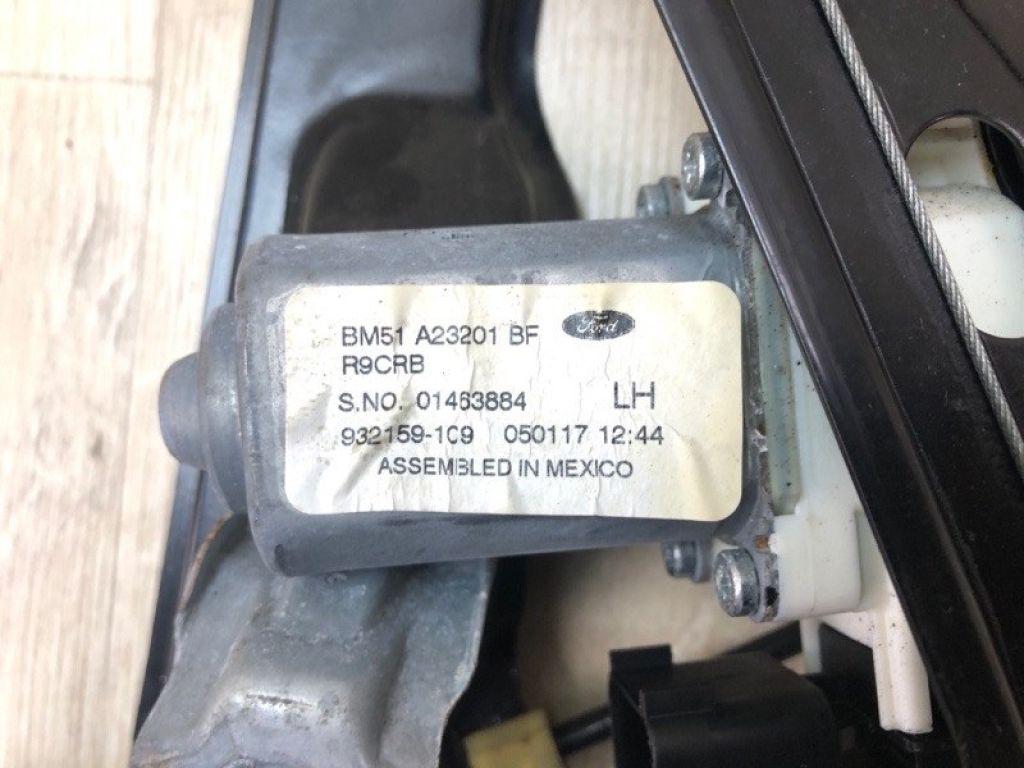 BM51 A23201 BF Ford
R9CRB
S.NO. 01463884 LH
932159-109 050117 12:44
ASSEMBLED IN MEXICO